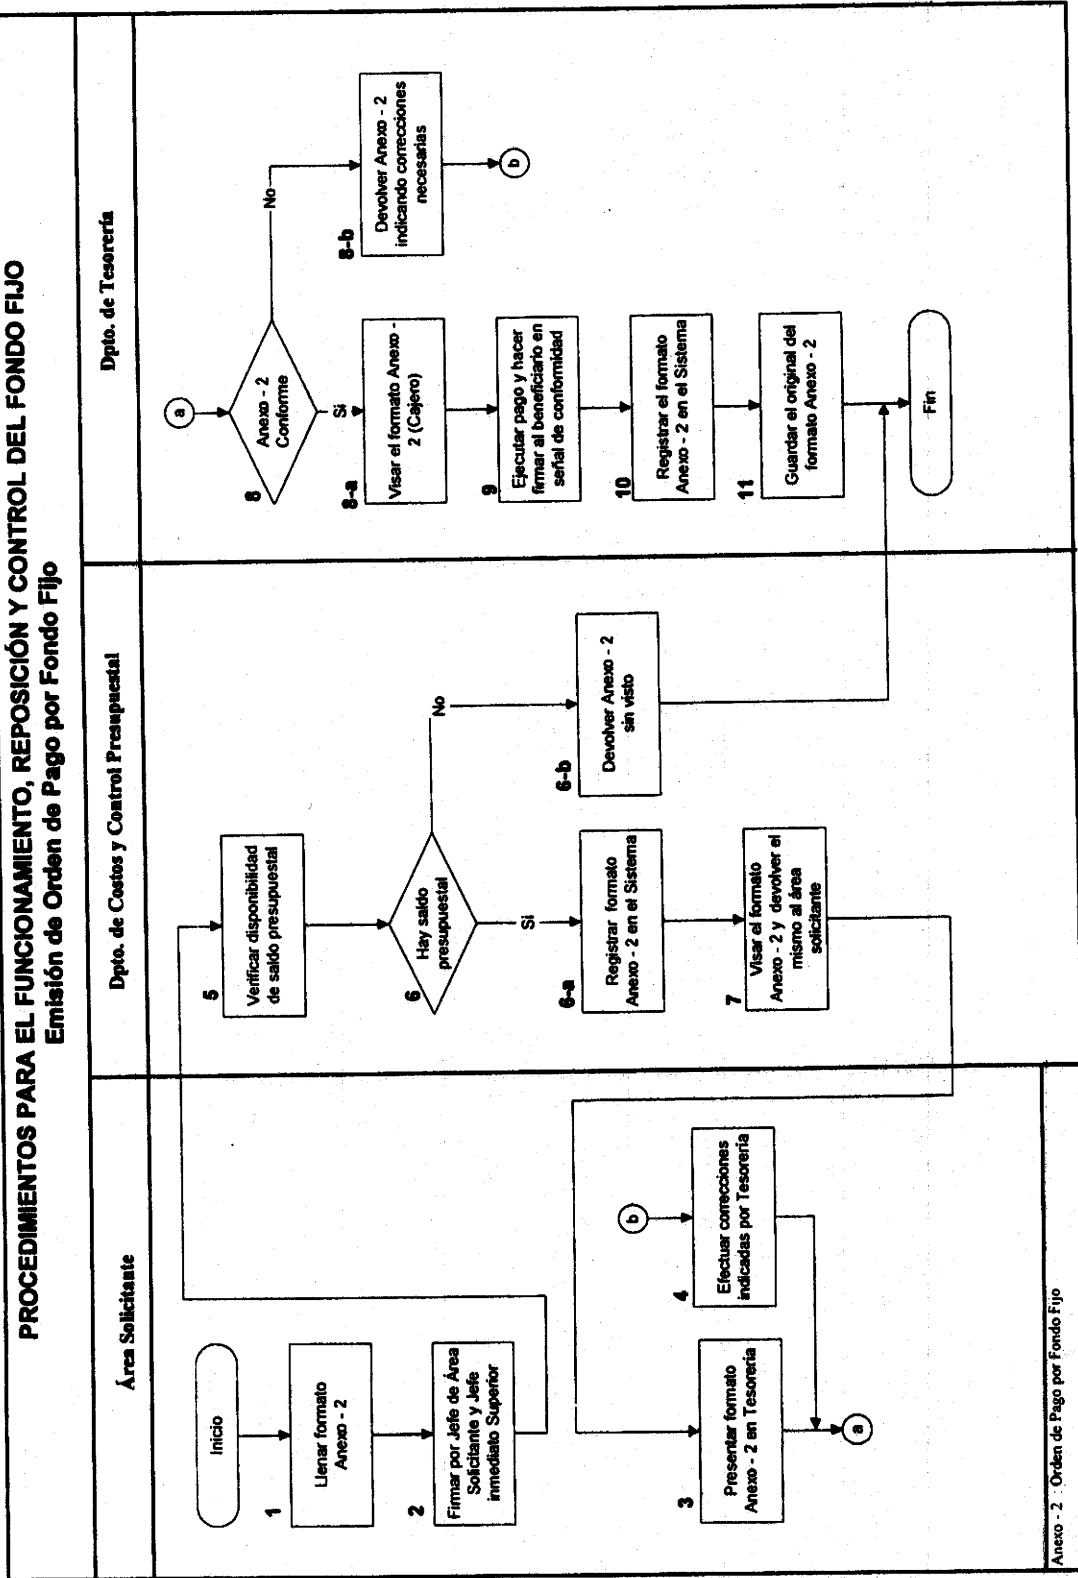 PROCEDIMIENTOS PARA EL FUNCIONAMIENTO, REPOSICIÓN Y CONTROL DEL FONDO FIJO
Emisión de Orden de Pago por Fondo Fijo
Área Solicitante
Dpto. de Costos y Control Presupuestal
Dpto. de Tesorería
Inicio
1
Llenar formato
Anexo - 2
2
Firmar por Jefe de Área
Solicitante y Jefe
inmediato Superior
3
Presentar formato
Anexo - 2 en Tesorería
a
b
4
Efectuar correcciones
indicadas por Tesorería
5
Verificar disponibilidad
de saldo presupuestal
6
Hay saldo
presupuestal
No
Si
6-a
Registrar formato
Anexo - 2 en el Sistema
6-b
Devolver Anexo - 2
sin visto
7
Visar el formato
Anexo - 2 y devolver el
mismo al área
solicitante
a
8
Anexo - 2
Conforme
No
Si
8-a
Visar el formato Anexo -
2 (Cajero)
8-b
Devolver Anexo - 2
indicando correcciones
necesarias
b
9
Ejecutar pago y hacer
firmar al beneficiario en
señal de conformidad
10
Registrar el formato
Anexo - 2 en el Sistema
11
Guardar el original del
formato Anexo - 2
Fin
Anexo - 2 : Orden de Pago por Fondo Fijo